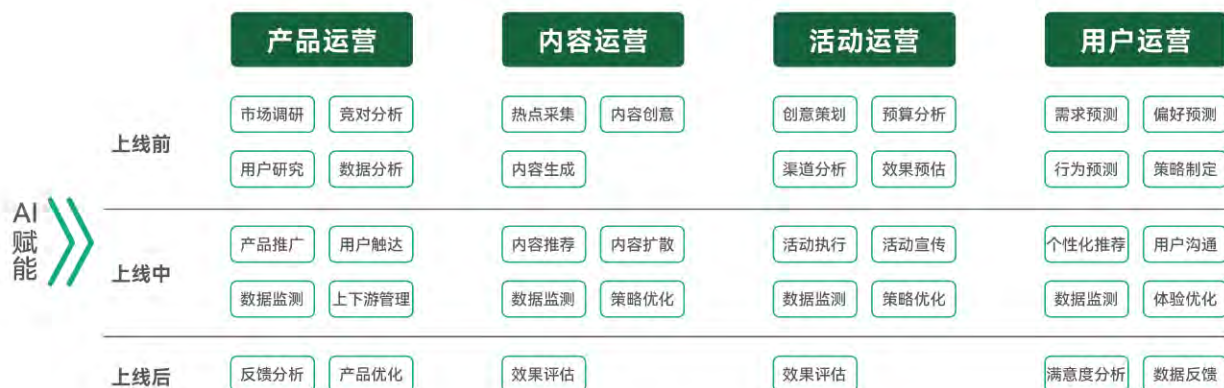 产品运营 内容运营 活动运营 用户运营
市场调研 竞对分析 热点采集 内容创意 创意策划 预算分析 需求预测 偏好预测
上线前
用户研究 数据分析 内容生成 渠道分析 效果预估 行为预测 策略制定
AI
赋
能
产品推广 用户触达 内容推荐 内容扩散 活动执行 活动宣传 个性化推荐 用户沟通
上线中
数据监测 上下游管理 数据监测 策略优化 数据监测 策略优化 数据监测 体验优化
上线后 反馈分析 产品优化 效果评估 效果评估 满意度分析 数据反馈